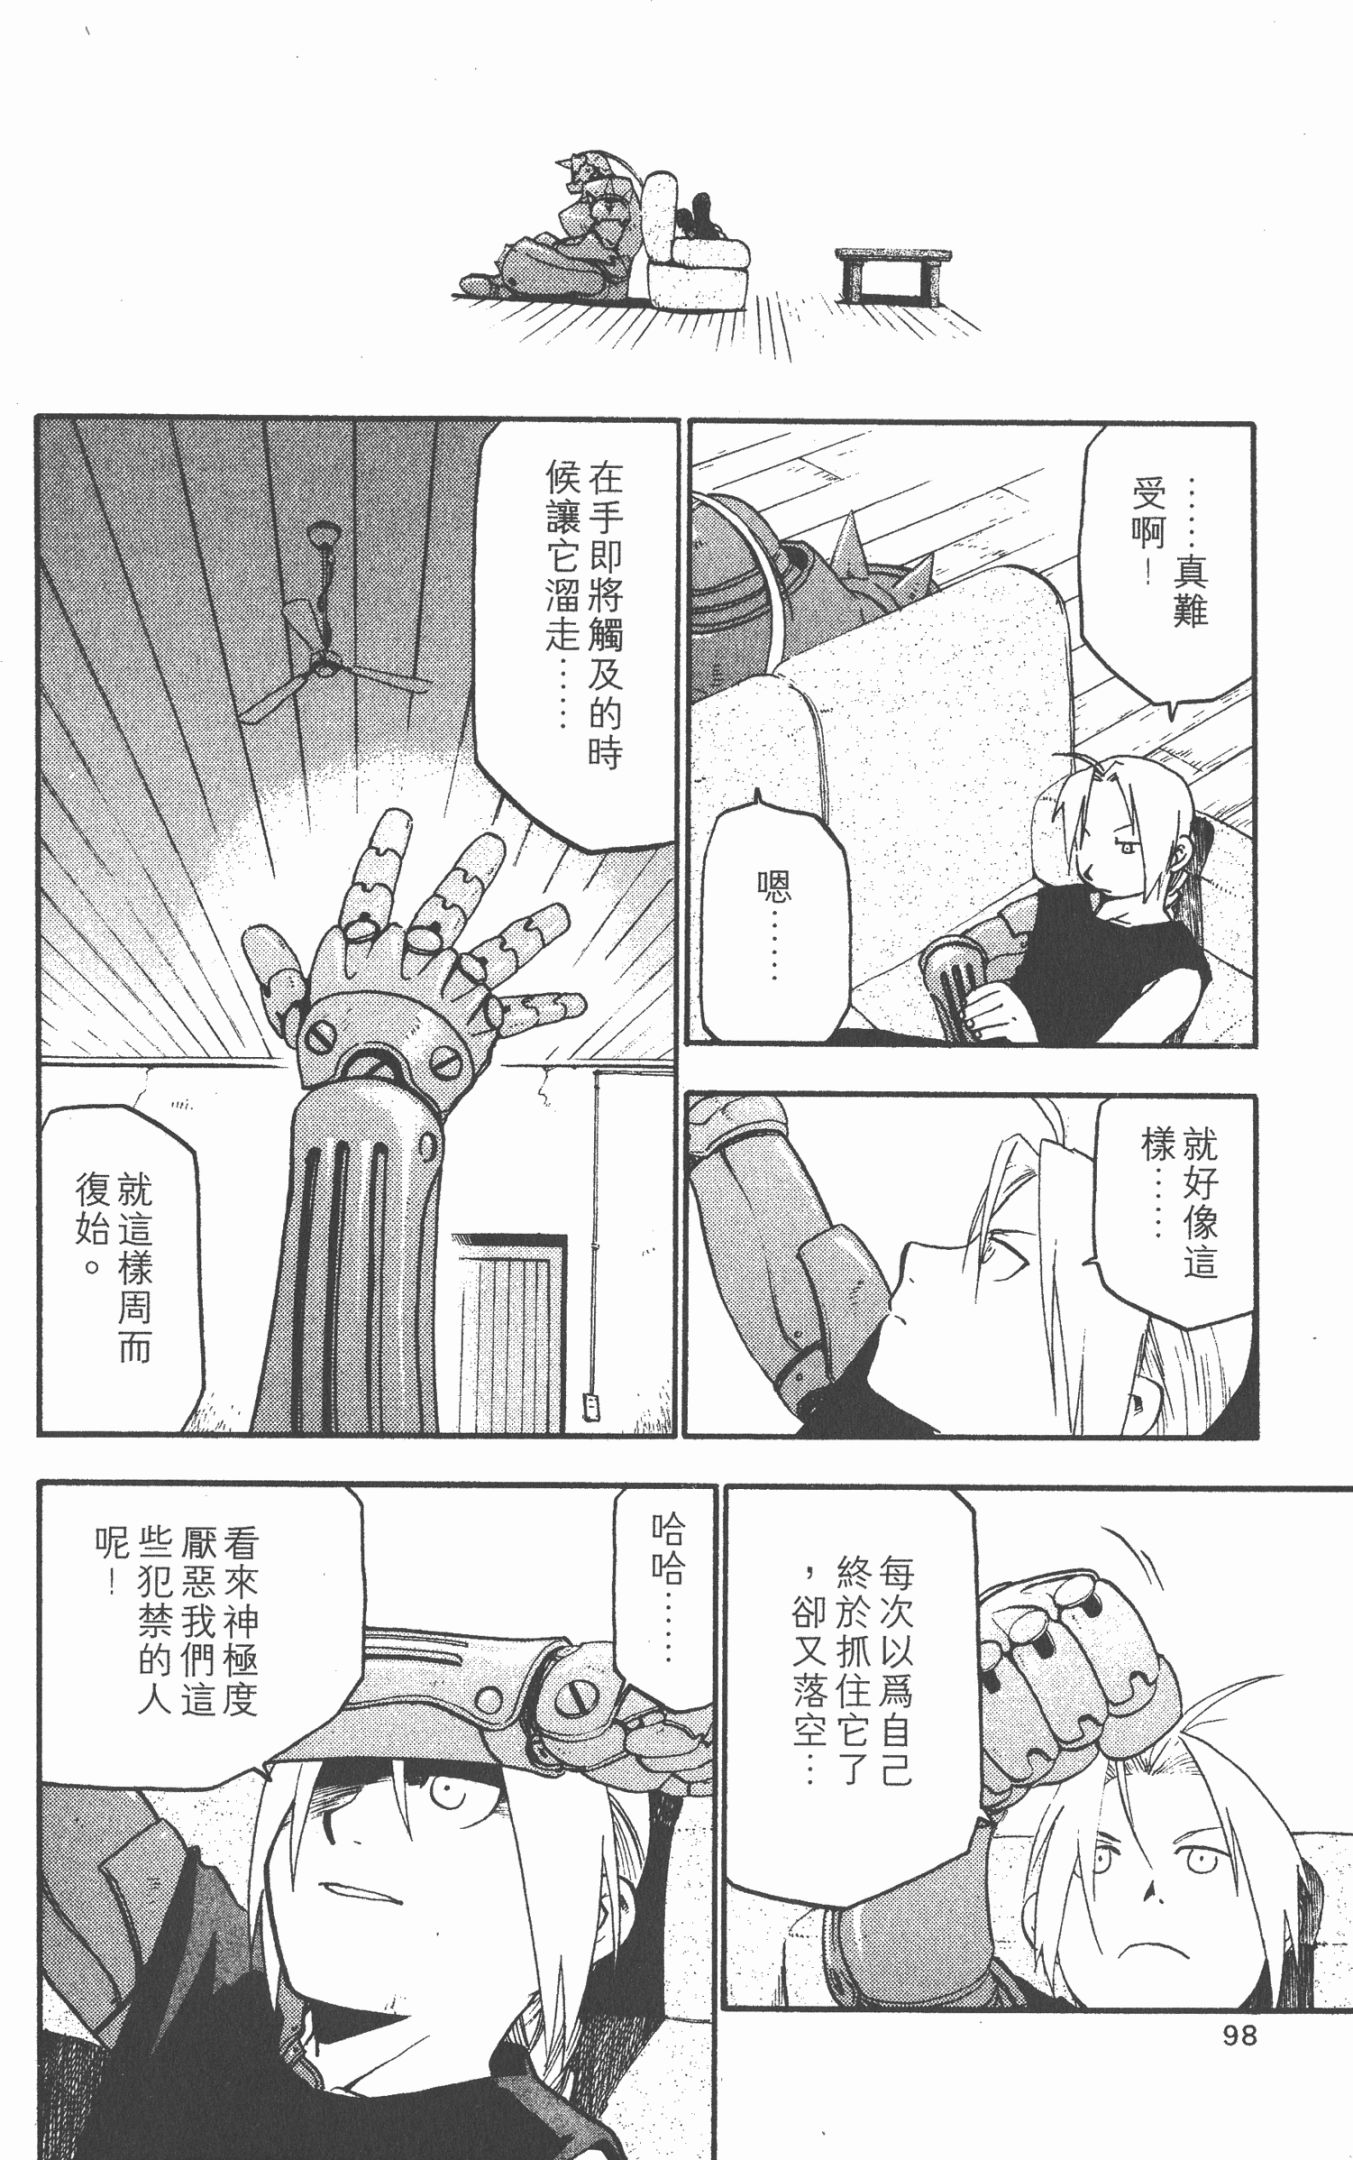 ……真難
受啊！
嗯……
就好像這
樣……
在手即將觸及的時
候讓它溜走……
就這樣周而
復始。
每次以爲自己
終於抓住它了
，卻又落空…
哈哈……
看來神極度
厭惡我們這
些犯禁的人
呢！
98